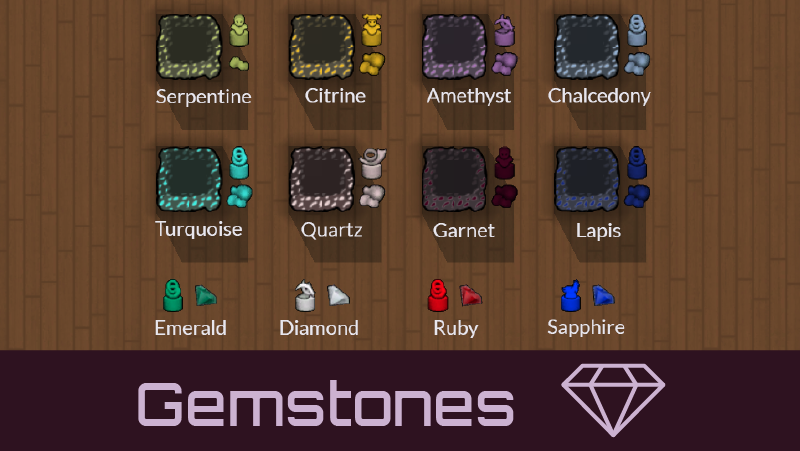 Serpentine Citrine Amethyst Chalcedony
Turquoise Quartz Garnet Lapis
Emerald Diamond Ruby Sapphire
Gemstones